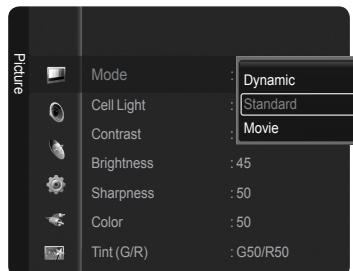 Picture
Mode : Dynamic
Cell Light : Standard
Contrast : Movie
Brightness : 45
Sharpness : 50
Color : 50
Tint (G/R) : G50/R50